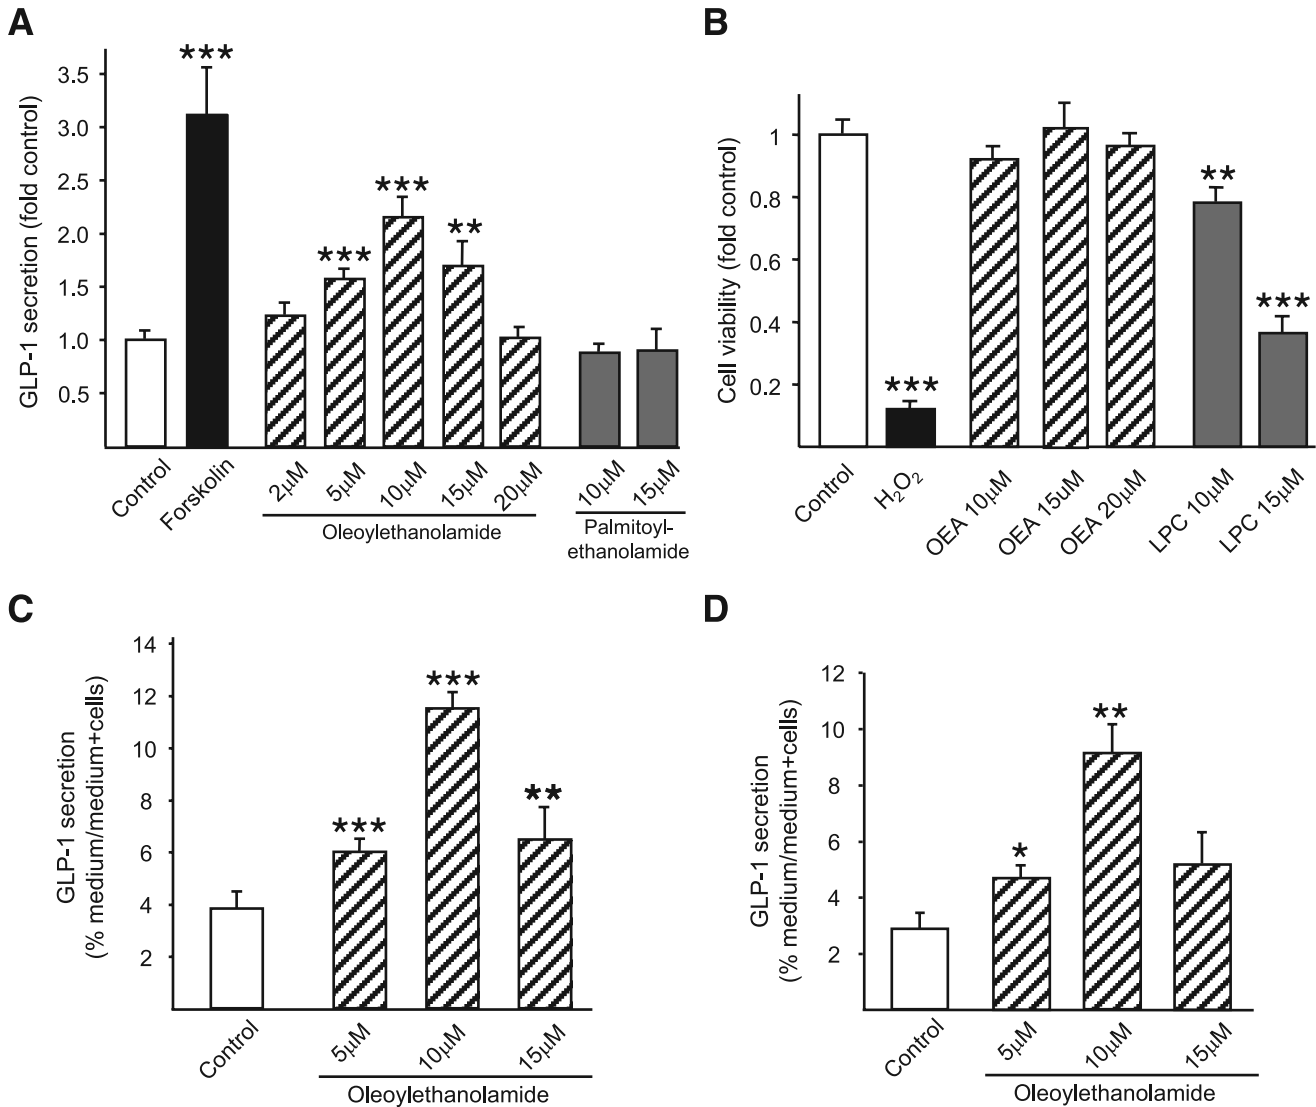 A
GLP-1 secretion (fold control)
3.5
3.0
2.5
2.0
1.5
1.0
0.5
***
***
***
**
Control
Forskolin
2μM
5μM
10μM
15μM
20μM
10μM
15μM
Oleoylethanolamide
Palmitoyl-
ethanolamide
B
Cell viability (fold control)
1
0.8
0.6
0.4
0.2
***
**
***
Control
H₂O₂
OEA 10μM
OEA 15uM
OEA 20μM
LPC 10μM
LPC 15μM
C
GLP-1 secretion
(% medium/medium+cells)
14
12
10
8
6
4
2
***
***
**
Control
5μM
10μM
15μM
Oleoylethanolamide
D
GLP-1 secretion
(% medium/medium+cells)
12
10
8
6
4
2
*
**
Control
5μM
10μM
15μM
Oleoylethanolamide